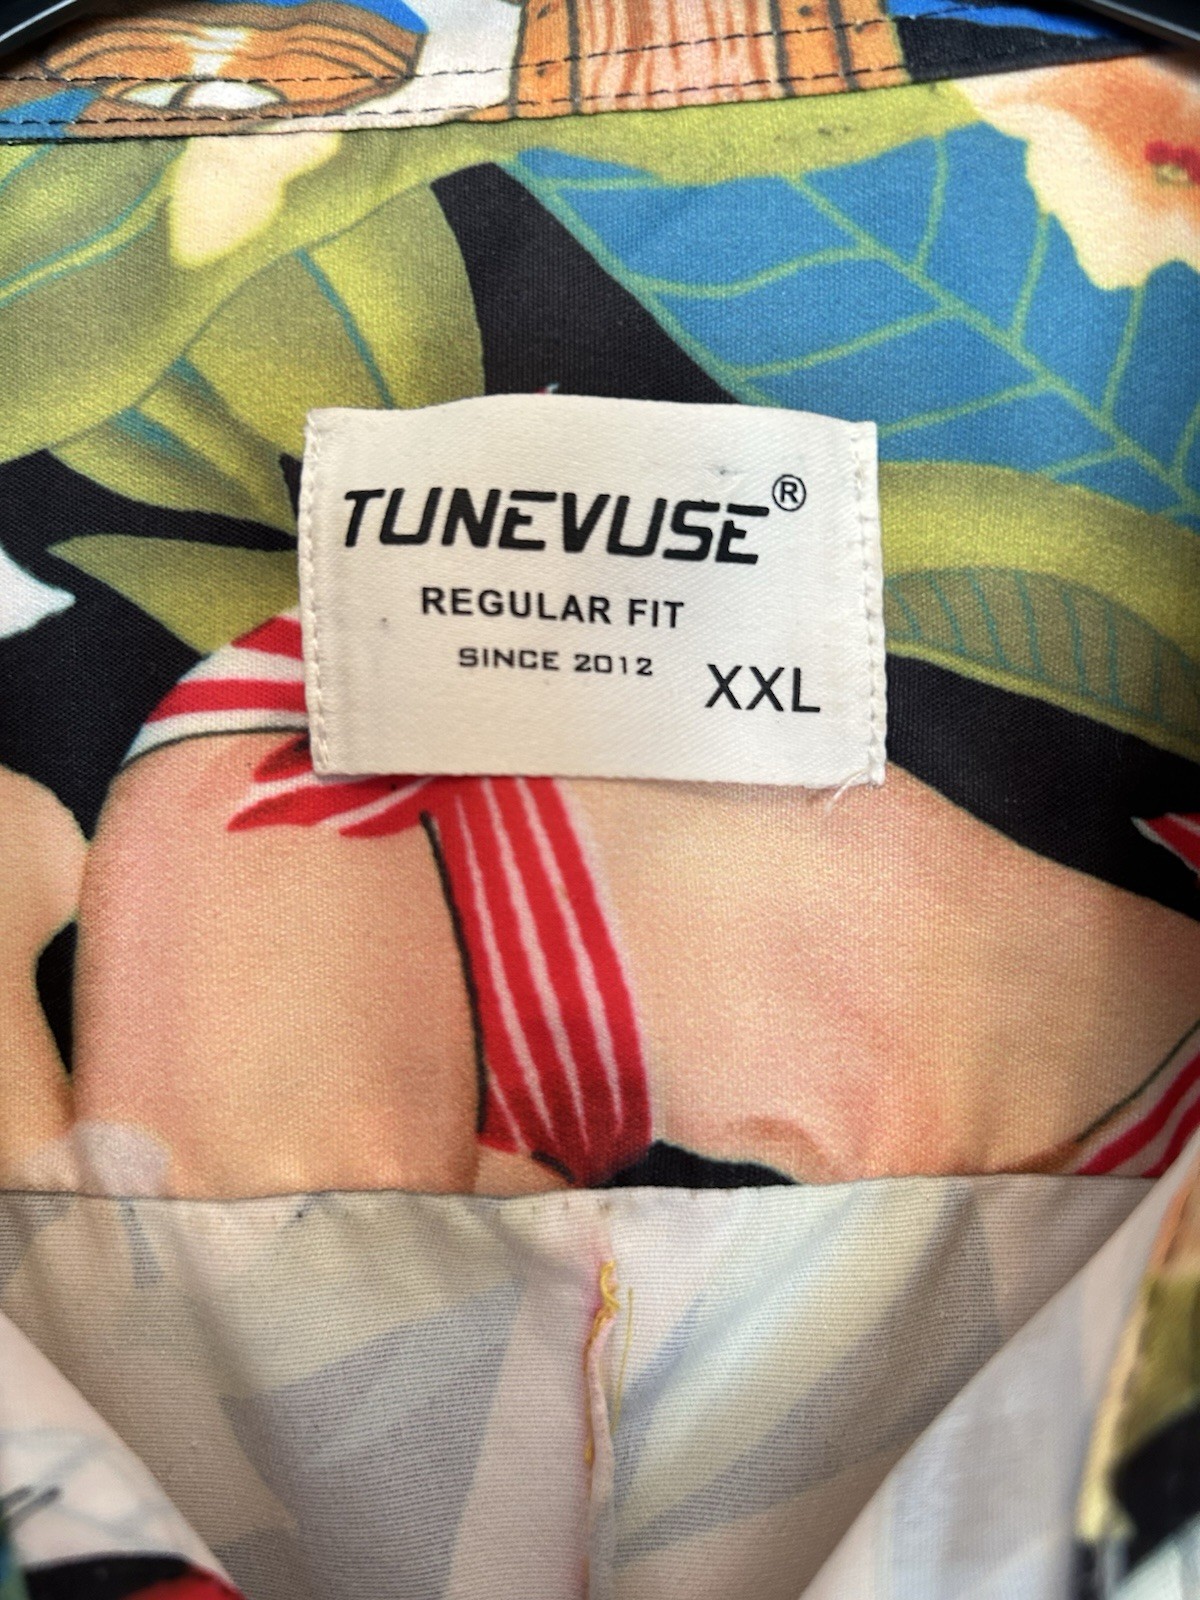 TUNEVUSE®
REGULAR FIT
SINCE 2012
XXL